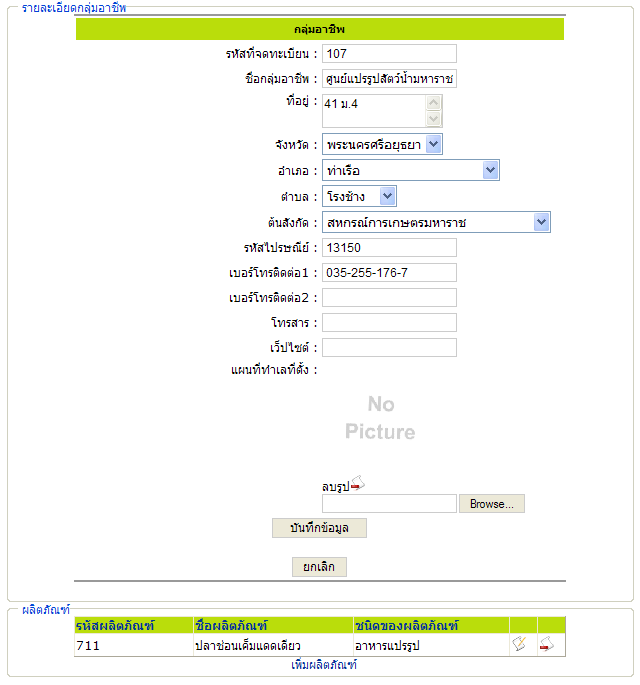 รายละเอียดกลุ่มอาชีพ
กลุ่มอาชีพ
รหัสที่จดทะเบียน : 107
ชื่อกลุ่มอาชีพ : ศูนย์แปรรูปสัตว์น้ำมหาราช
ที่อยู่ : 41 ม.4
จังหวัด : พระนครศรีอยุธยา
อำเภอ : ท่าเรือ
ตำบล : โรงช้าง
ต้นสังกัด : สหกรณ์การเกษตรมหาราช
รหัสไปรษณีย์ : 13150
เบอร์โทรติดต่อ1 : 035-255-176-7
เบอร์โทรติดต่อ2 :
โทรสาร :
เว็ปไซต์ :
แผนที่ทำเลที่ตั้ง :
No
Picture
ลบรูป
Browse...
บันทึกข้อมูล
ยกเลิก
ผลิตภัณฑ์
รหัสผลิตภัณฑ์ ชื่อผลิตภัณฑ์ ชนิดของผลิตภัณฑ์
711 ปลาช่อนเค็มแดดเดียว อาหารแปรรูป
เพิ่มผลิตภัณฑ์